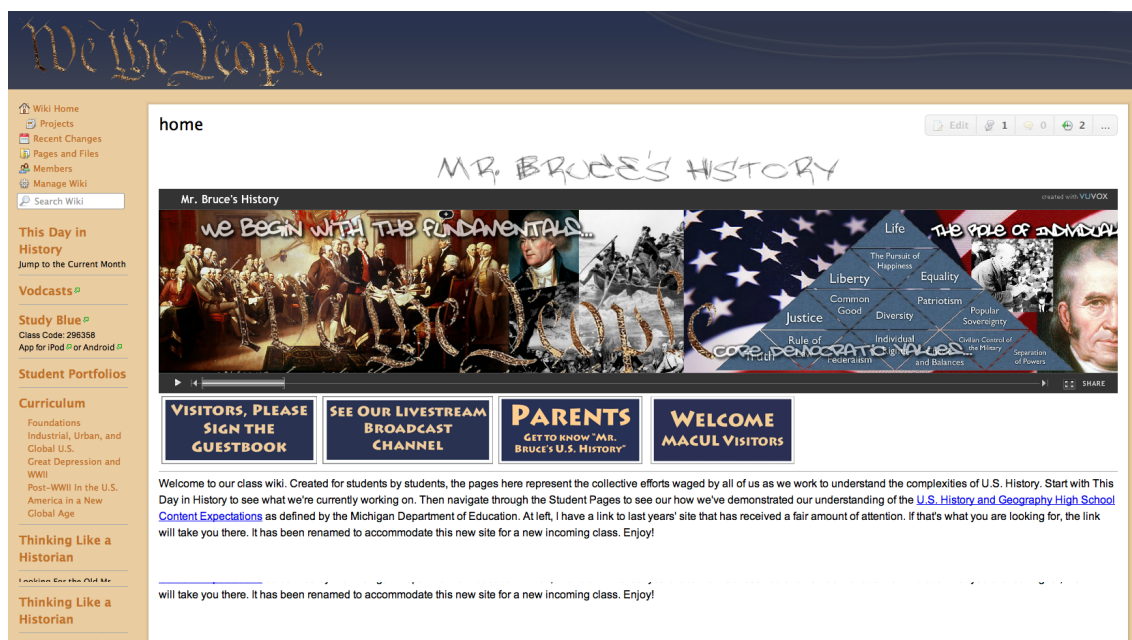 We the People
Wiki Home
Projects
Recent Changes
Pages and Files
Members
Manage Wiki
Search Wiki
This Day in
History
Jump to the Current Month
Vodcasts
Study Blue
Class Code: 296358
App for iPod or Android
Student Portfolios
Curriculum
Foundations
Industrial, Urban, and
Global U.S.
Great Depression and
WWII
Post-WWII In the U.S.
America in a New
Global Age
Thinking Like a
Historian
Looking For the Old Mr
Thinking Like a
Historian
home
Edit
1
0
2
...
MR. BRUCE'S HISTORY
Mr. Bruce's History
created with VUVOX
WE BEGIN WITH THE FUNDAMENTALS...
We the People
Life
The Pursuit of
Happiness
Liberty
Equality
Justice
Common
Good
Diversity
Patriotism
Popular
Sovereignty
Truth
Rule of
Federalism
Individual
and Balances
Civilian Control of
the Military
Separation
of Powers
CORE DEMOCRATIC VALUES...
THE ROLE OF INDIVIDUAL
SHARE
VISITORS, PLEASE
SIGN THE
GUESTBOOK
SEE OUR LIVESTREAM
BROADCAST
CHANNEL
PARENTS
GET TO KNOW "MR.
BRUCE'S U.S. HISTORY"
WELCOME
MACUL VISITORS
Welcome to our class wiki. Created for students by students, the pages here represent the collective efforts waged by all of us as we work to understand the complexities of U.S. History. Start with This
Day in History to see what we're currently working on. Then navigate through the Student Pages to see our how we've demonstrated our understanding of the U.S. History and Geography High School
Content Expectations as defined by the Michigan Department of Education. At left, I have a link to last years' site that has received a fair amount of attention. If that's what you are looking for, the link
will take you there. It has been renamed to accommodate this new site for a new incoming class. Enjoy!
will take you there. It has been renamed to accommodate this new site for a new incoming class. Enjoy!